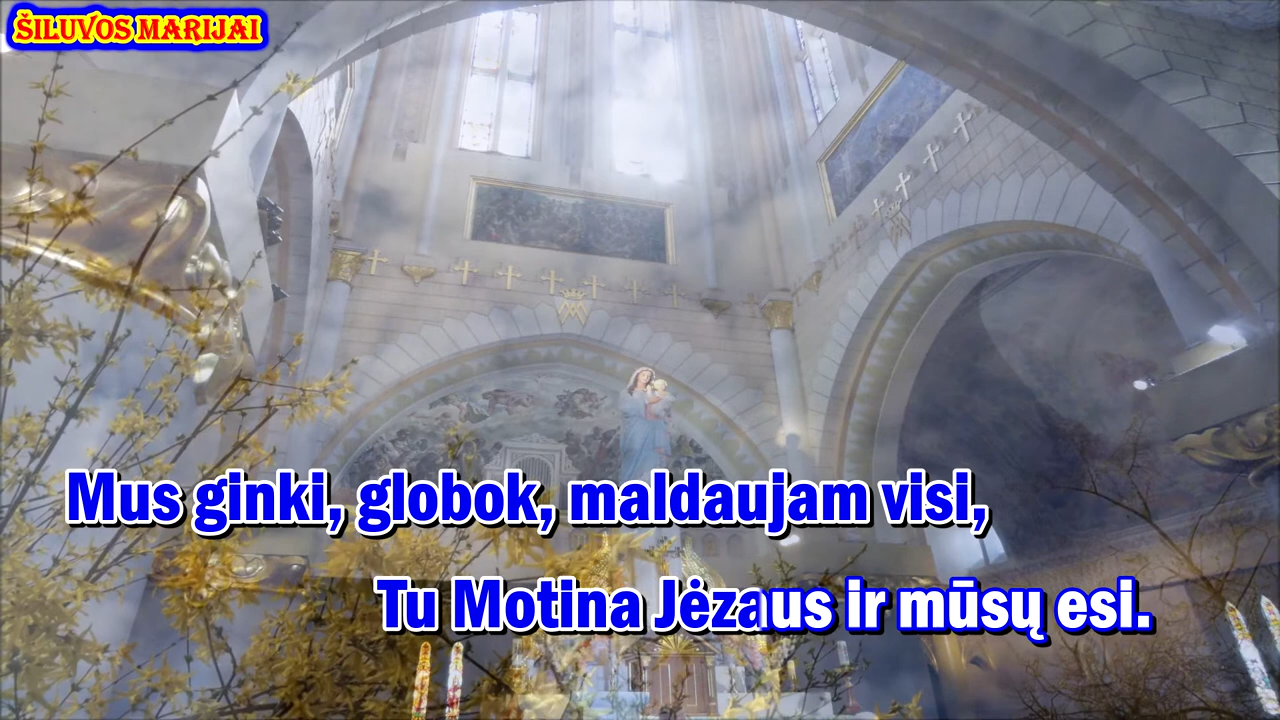 ŠILUVOS MARIJAI
Mus ginki, globok, maldaujam visi,
Tu Motina Jėzaus ir mūsų esi.